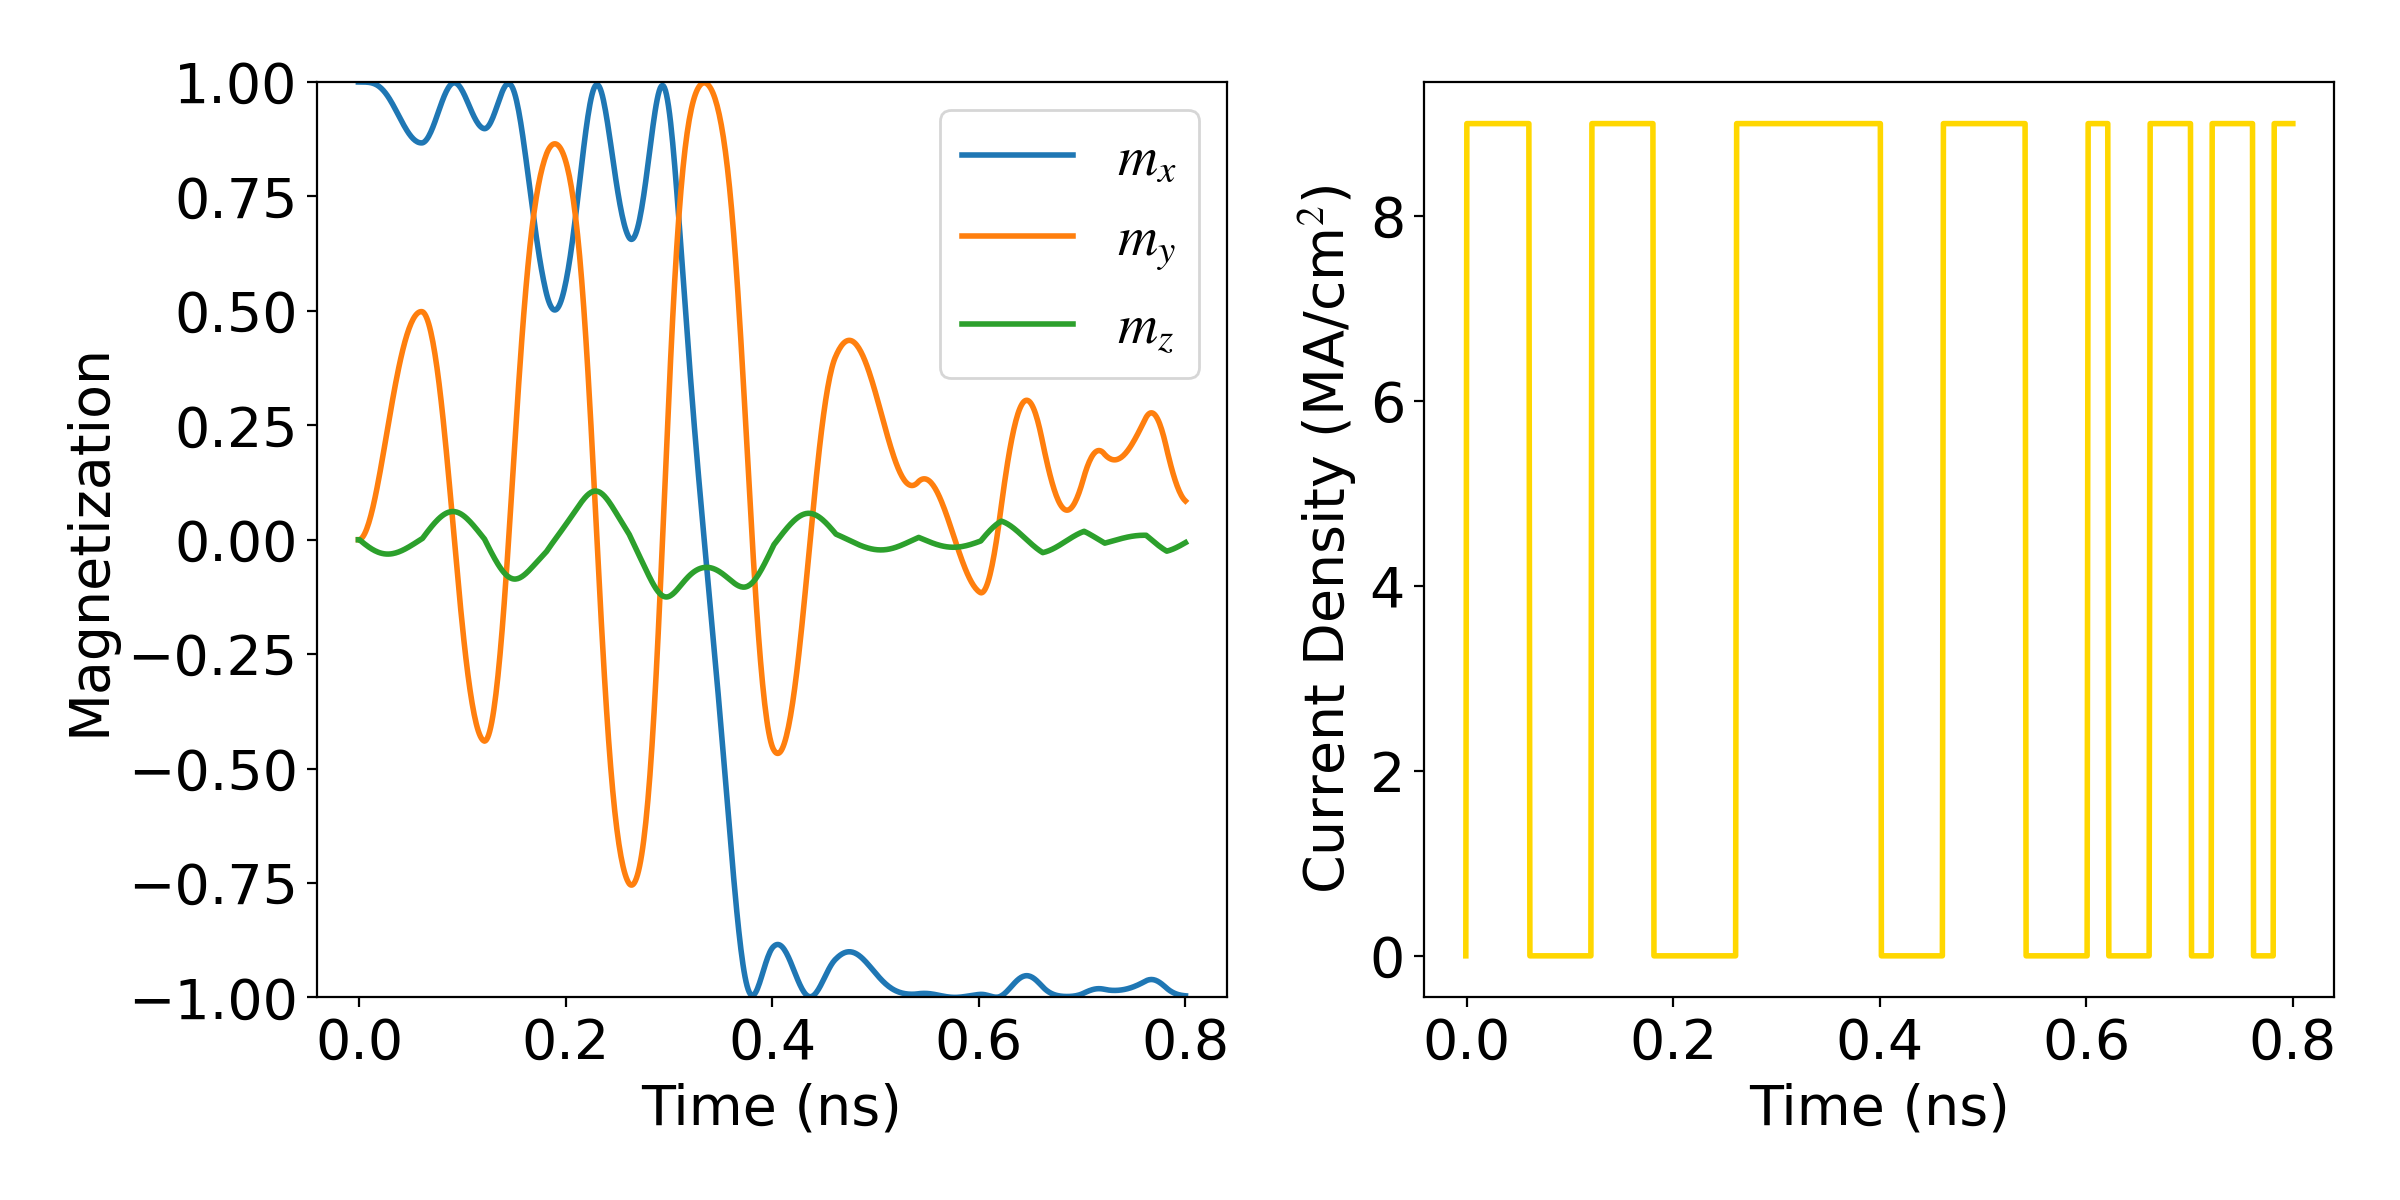 1.00
0.75
0.50
0.25
0.00
−0.25
−0.50
−0.75
−1.00
Magnetization
0.0 0.2 0.4 0.6 0.8
Time (ns)
m_x
m_y
m_z
8
6
4
2
0
Current Density (MA/cm²)
0.0 0.2 0.4 0.6 0.8
Time (ns)